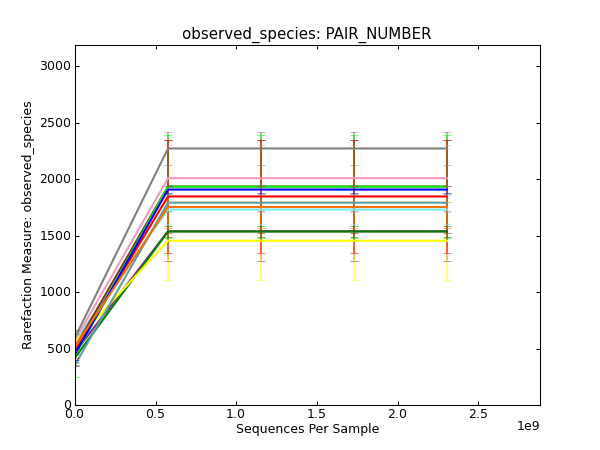 observed_species: PAIR_NUMBER
Rarefaction Measure: observed_species
3000
2500
2000
1500
1000
500
0
0.0 0.5 1.0 1.5 2.0 2.5
1e9
Sequences Per Sample